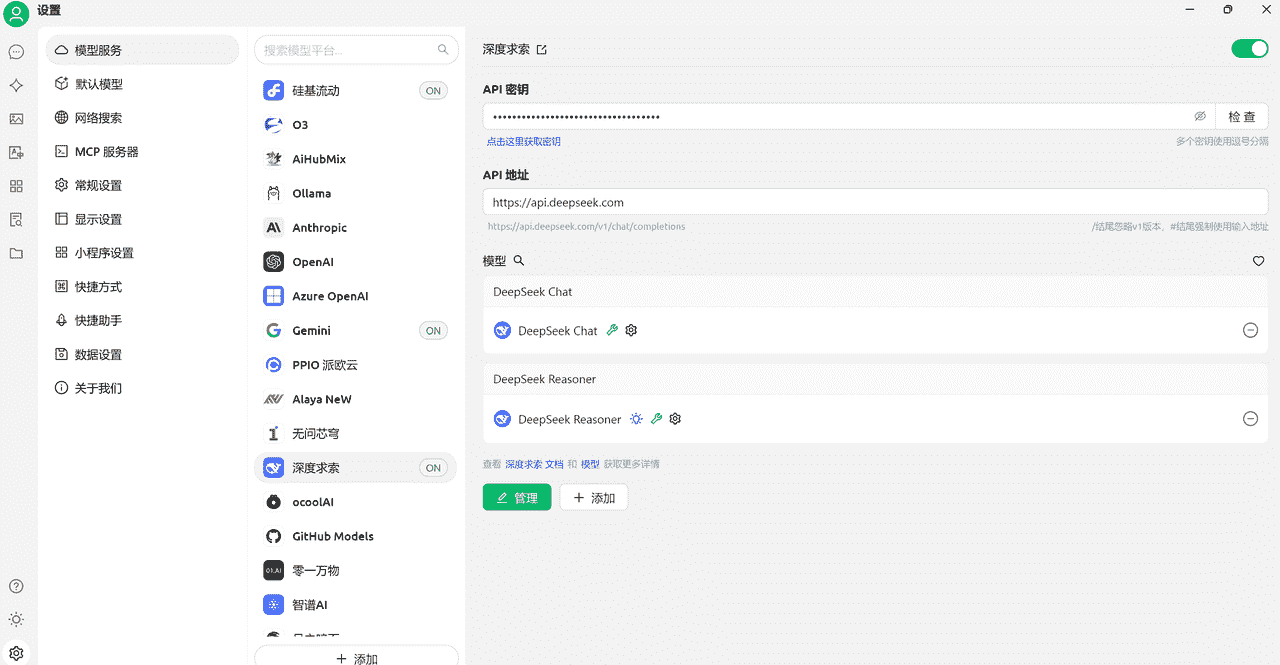 设置
模型服务
默认模型
网络搜索
MCP 服务器
常规设置
显示设置
小程序设置
快捷方式
快捷助手
数据设置
关于我们
搜索模型平台...
硅基流动 ON
O3
AiHubMix
Ollama
Anthropic
OpenAI
Azure OpenAI
Gemini ON
PPIO 派欧云
Alaya NeW
无问芯穹
深度求索 ON
ocoolAI
GitHub Models
零一万物
智谱AI
添加
深度求索
API 密钥
检 查
点击这里获取密钥 多个密钥使用逗号分隔
API 地址
https://api.deepseek.com
https://api.deepseek.com/v1/chat/completions /结尾忽略v1版本，#结尾强制使用输入地址
模型
DeepSeek Chat
DeepSeek Chat
DeepSeek Reasoner
DeepSeek Reasoner
查看 深度求索 文档 和 模型 获取更多详情
管理 添加